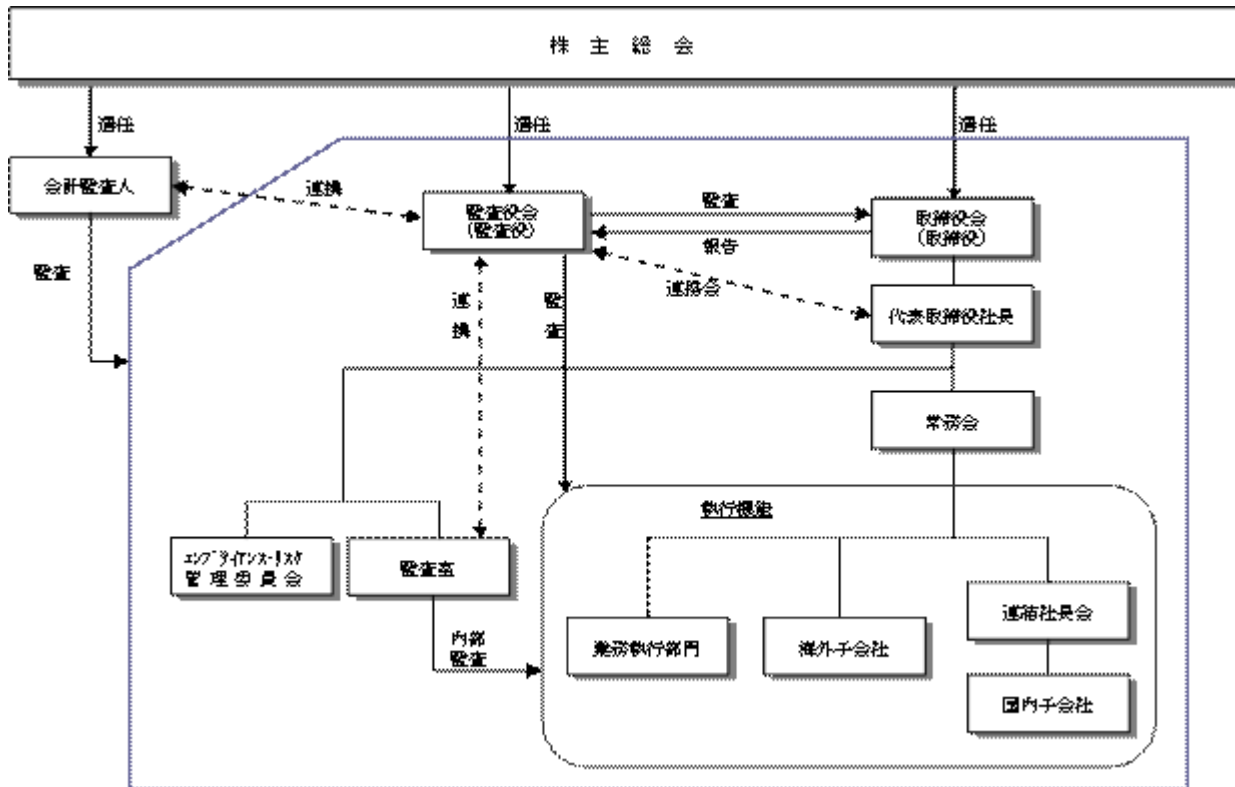 株主総会
選任
選任
選任
会計監査人
連携
監査役会
(監査役)
監査
報告
取締役会
(取締役)
監査
連携
監査
連絡会
代表取締役社長
常務会
執行機能
コンプライアンス・リスク
管理委員会
監査室
内部
監査
業務執行部門
海外子会社
連結社長会
国内子会社